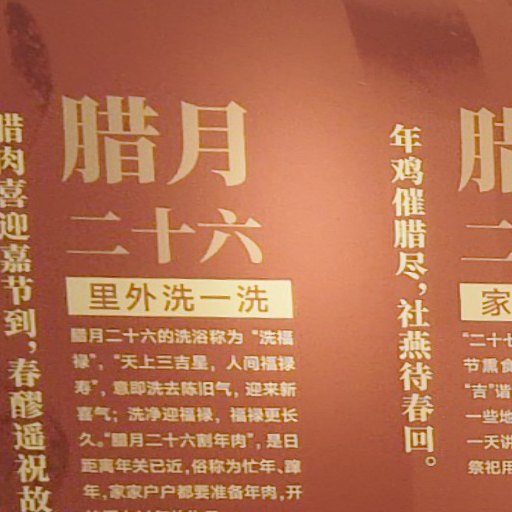 腊肉喜迎嘉节到，春醪遥祝故
腊月
二十六
里外洗一洗
腊月二十六的洗浴称为“洗福
禄”，“天上三吉星，人间福禄
寿”，意即洗去陈旧气，迎来新
喜气；洗净迎福禄，福禄更长
久。“腊月二十六割年肉”，是日
距离年关已近，俗称为忙年、蹿
年，家家户户都要准备年肉，开
年鸡催腊尽，社燕待春回。
腊
二
家
“二十七
节熏食
“吉”谐
一些地
一天讲
祭祀用